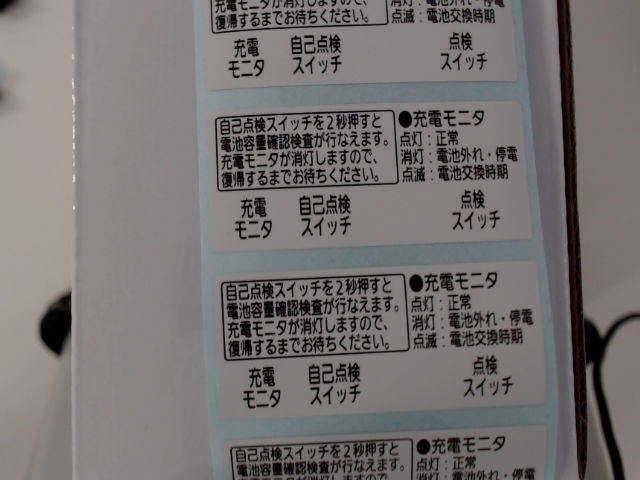 充電モニタが消灯しますので、
復帰するまでお待ちください。
消灯：電池外れ・停電
点滅：電池交換時期
充電
モニタ
自己点検
スイッチ
点検
スイッチ
自己点検スイッチを2秒押すと
電池容量確認検査が行なえます。
充電モニタが消灯しますので、
復帰するまでお待ちください。
●充電モニタ
点灯：正常
消灯：電池外れ・停電
点滅：電池交換時期
充電
モニタ
自己点検
スイッチ
点検
スイッチ
自己点検スイッチを2秒押すと
電池容量確認検査が行なえます。
充電モニタが消灯しますので、
復帰するまでお待ちください。
●充電モニタ
点灯：正常
消灯：電池外れ・停電
点滅：電池交換時期
充電
モニタ
自己点検
スイッチ
点検
スイッチ
自己点検スイッチを2秒押すと
電池容量確認検査が行なえます。
充電モニタが消灯しますので、
●充電モニタ
点灯：正常
消灯：電池外れ・停電